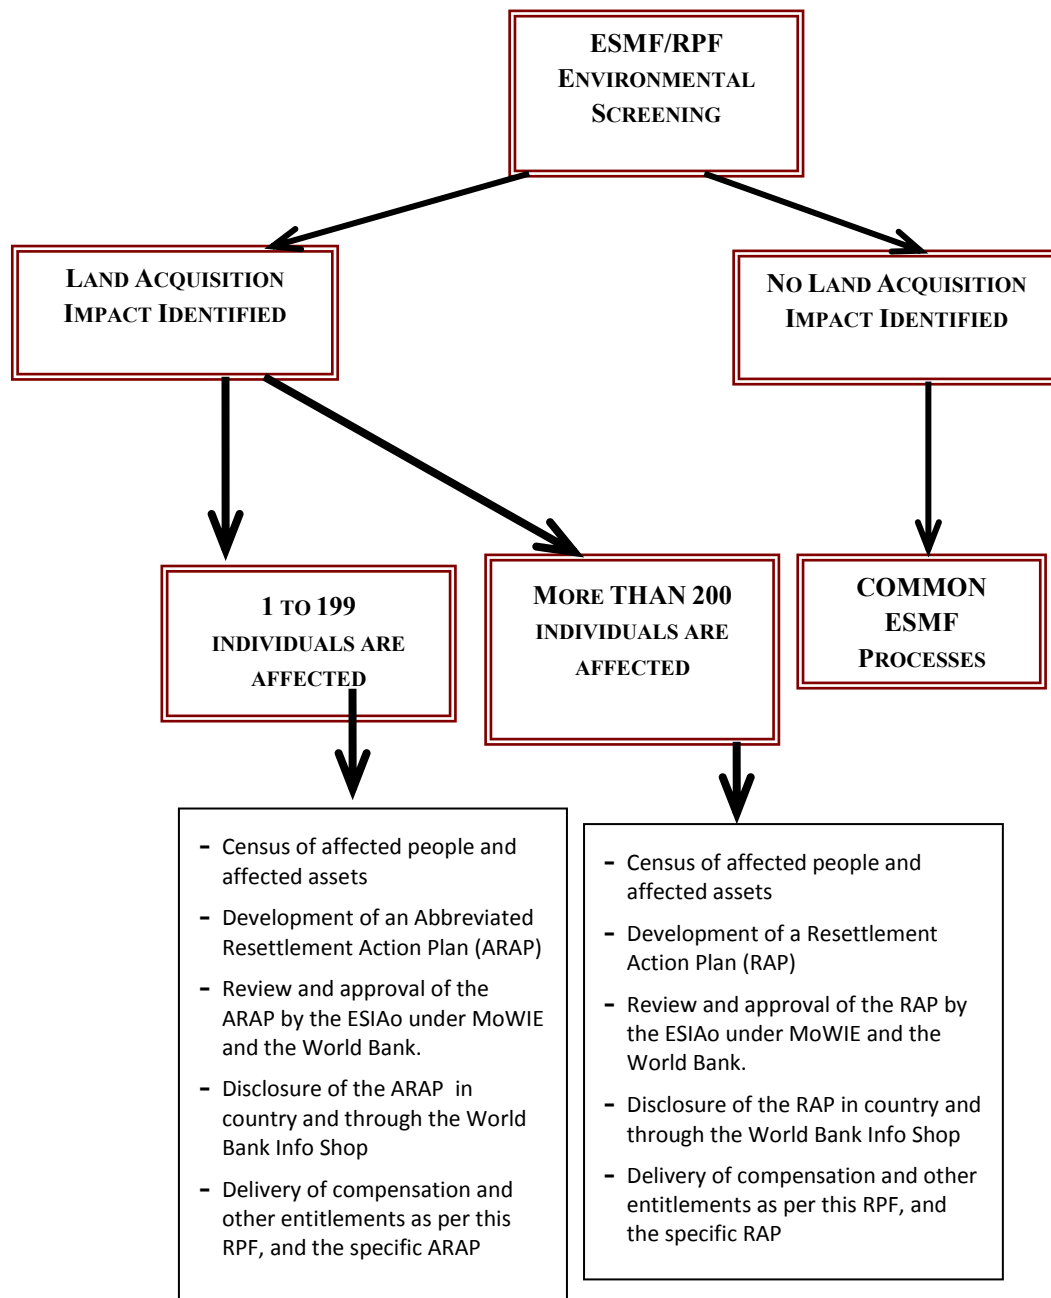 ESMF/RPF
ENVIRONMENTAL
SCREENING
LAND ACQUISITION
IMPACT IDENTIFIED
NO LAND ACQUISITION
IMPACT IDENTIFIED
1 TO 199
INDIVIDUALS ARE
AFFECTED
MORE THAN 200
INDIVIDUALS ARE
AFFECTED
COMMON
ESMF
PROCESSES
- Census of affected people and
affected assets
- Development of an Abbreviated
Resettlement Action Plan (ARAP)
- Review and approval of the
ARAP by the ESIAo under MoWIE
and the World Bank.
- Disclosure of the ARAP in
country and through the World
Bank Info Shop
- Delivery of compensation and
other entitlements as per this
RPF, and the specific ARAP
- Census of affected people and
affected assets
- Development of a Resettlement
Action Plan (RAP)
- Review and approval of the RAP by
the ESIAo under MoWIE and the
World Bank.
- Disclosure of the RAP in country and
through the World Bank Info Shop
- Delivery of compensation and other
entitlements as per this RPF, and
the specific RAP